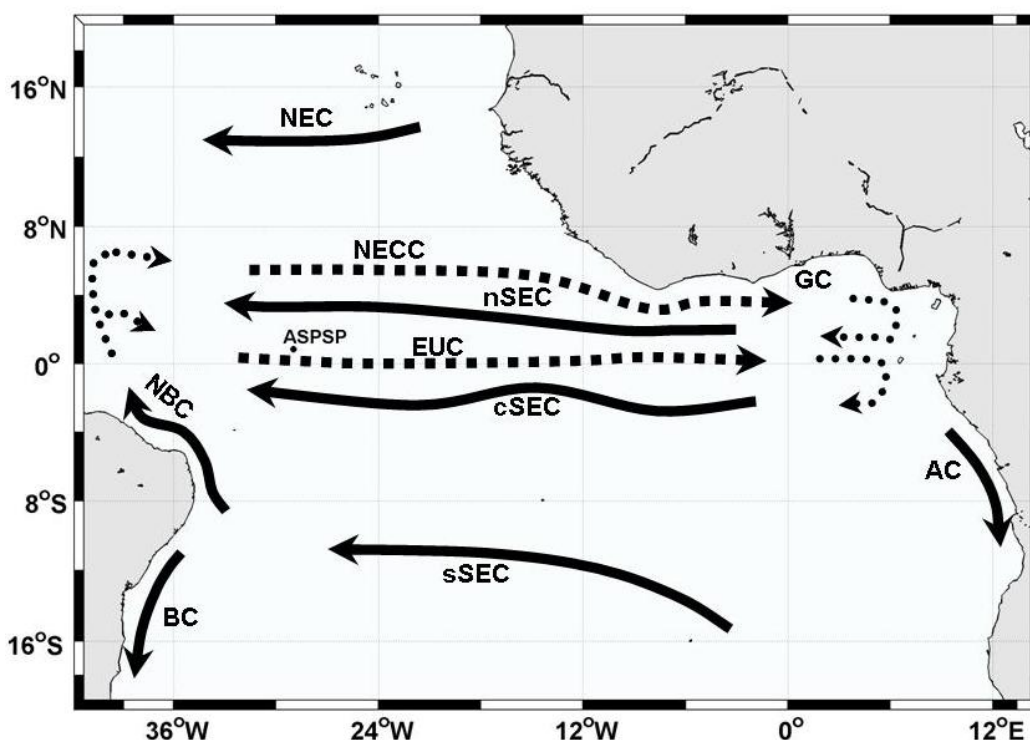 16°N
NEC
8°N
NECC
GC
nSEC
ASPSP
EUC
0°
NBC
cSEC
AC
8°S
sSEC
BC
16°S
36°W
24°W
12°W
0°
12°E